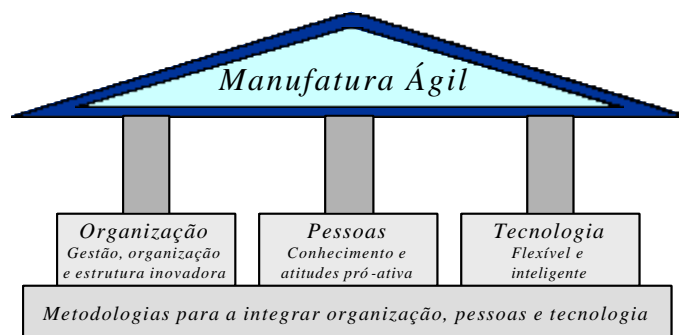 Manufatura Ágil
Organização
Gestão, organização
e estrutura inovadora
Pessoas
Conhecimento e
atitudes pró-ativa
Tecnologia
Flexível e
inteligente
Metodologias para a integrar organização, pessoas e tecnologia